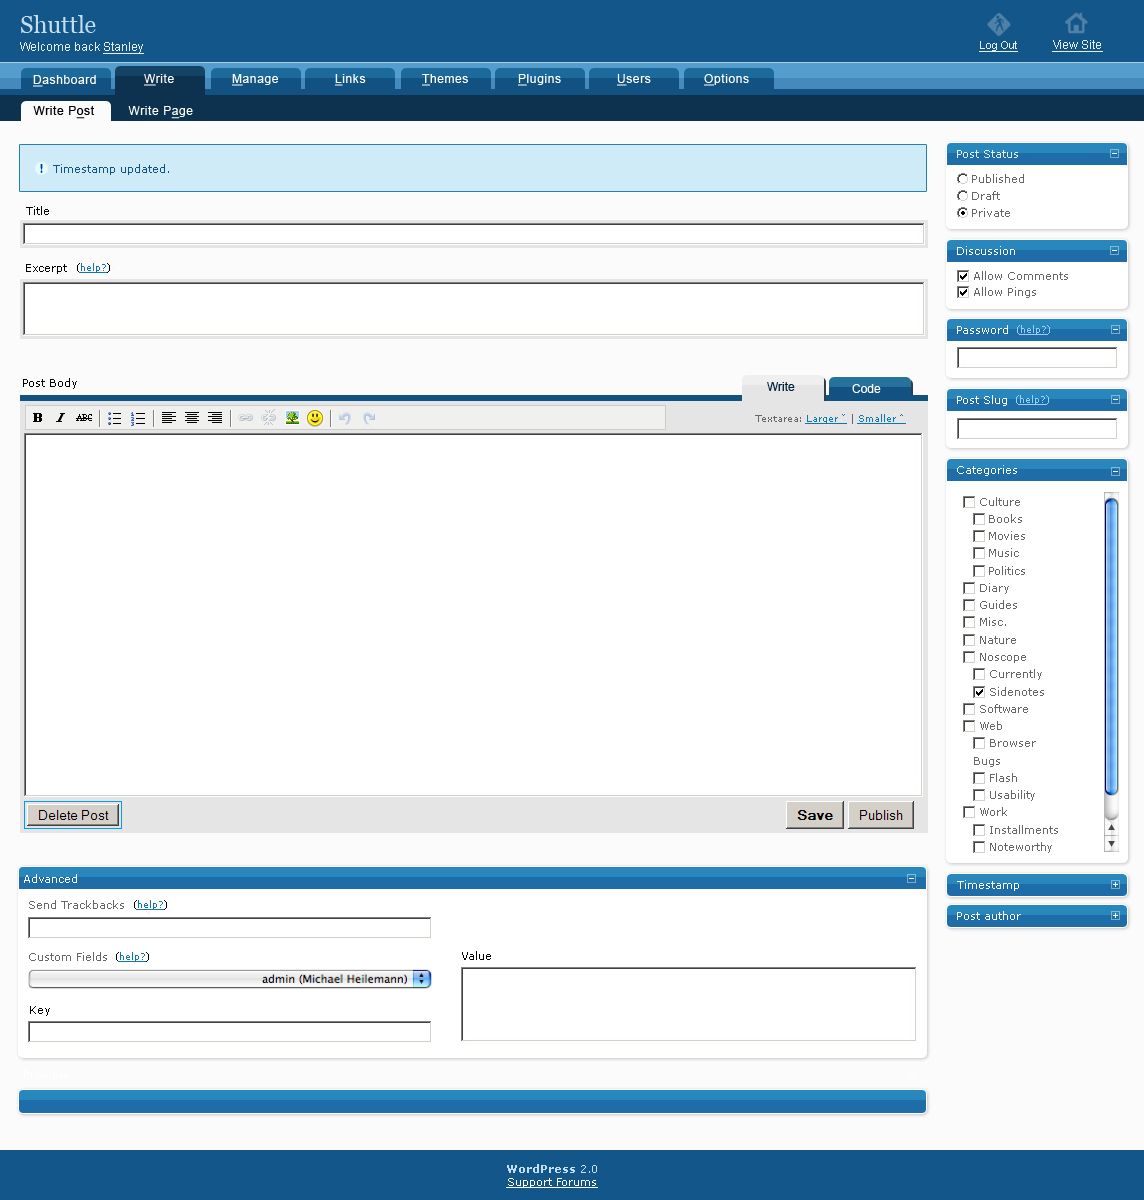 Shuttle
Welcome back Stanley
Log Out
View Site
Dashboard Write Manage Links Themes Plugins Users Options
Write Post Write Page
! Timestamp updated.
Title
Excerpt (help?)
Post Body
Write Code
B I ABC
Textarea: Larger ˇ | Smaller ˆ
Delete Post Save Publish
Advanced
Send Trackbacks (help?)
Custom Fields (help?)
admin (Michael Heilemann)
Key
Value
Post Status
Published
Draft
Private
Discussion
Allow Comments
Allow Pings
Password (help?)
Post Slug (help?)
Categories
Culture
Books
Movies
Music
Politics
Diary
Guides
Misc.
Nature
Noscope
Currently
Sidenotes
Software
Web
Browser
Bugs
Flash
Usability
Work
Installments
Noteworthy
Timestamp
Post author
WordPress 2.0
Support Forums